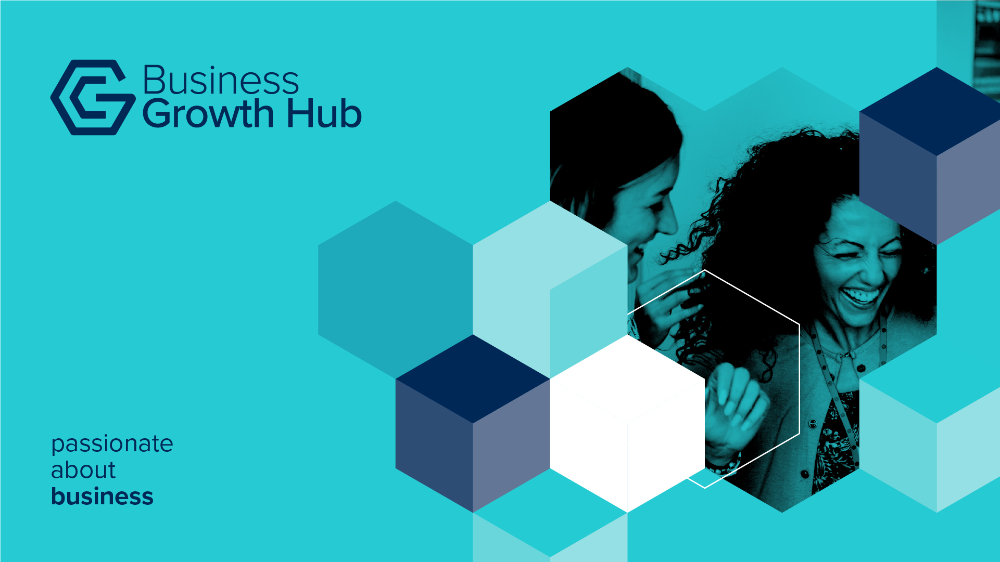 Business
Growth Hub
passionate
about
business